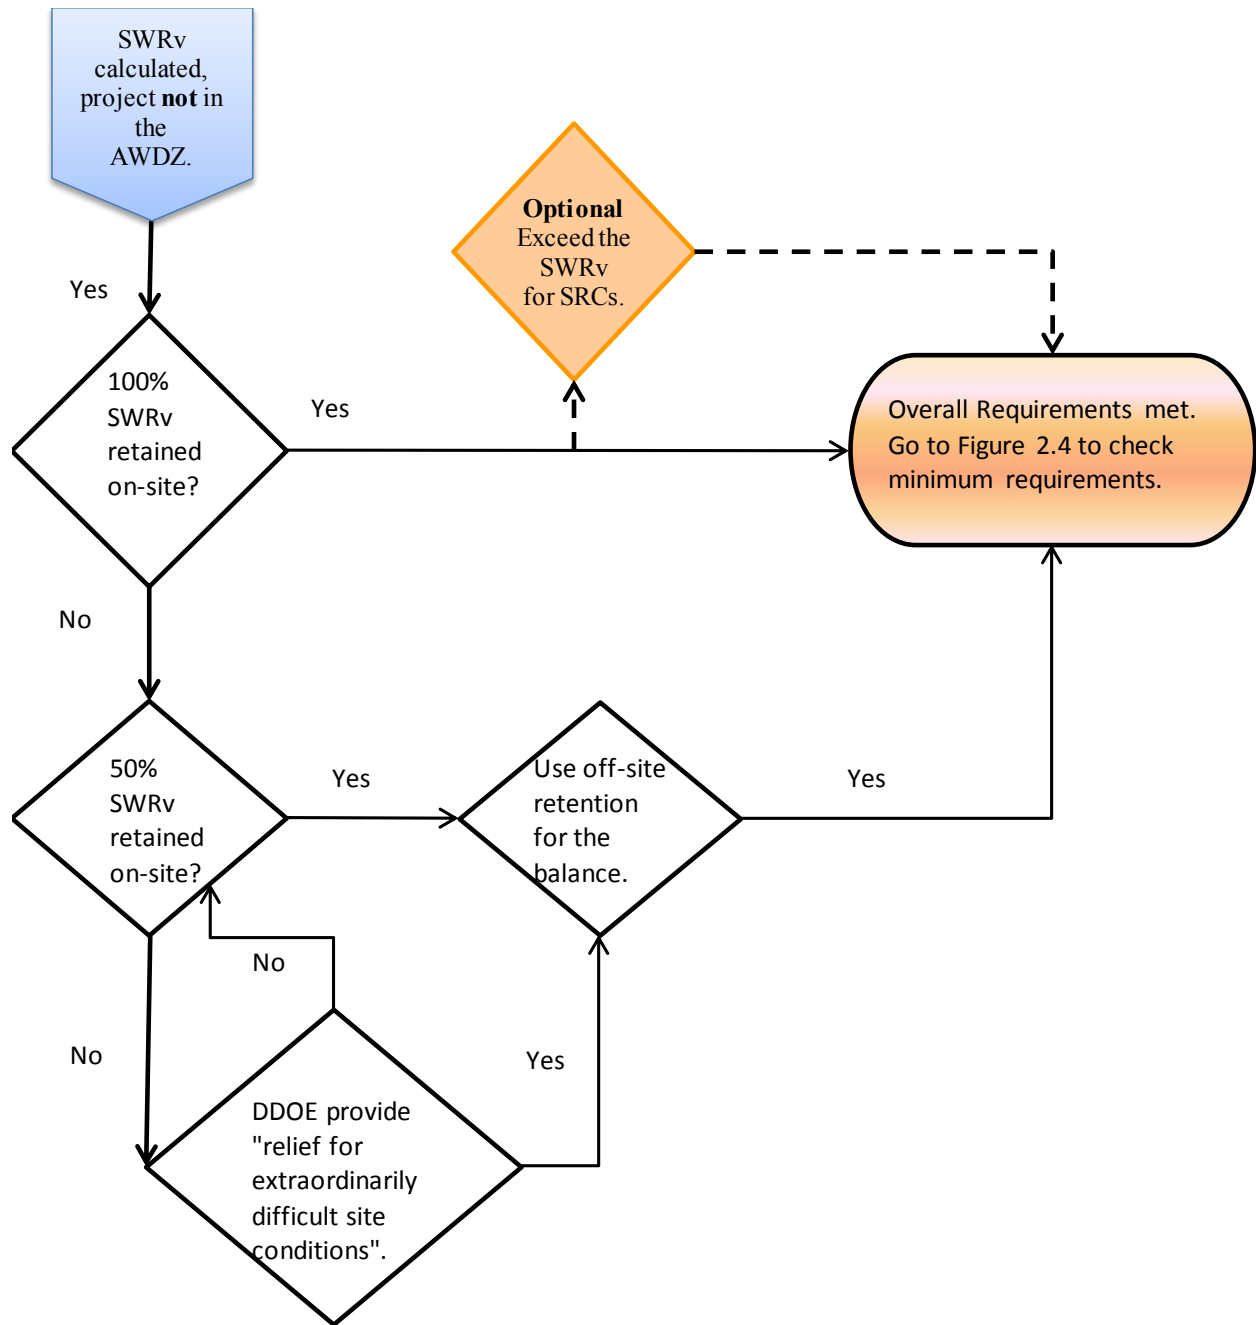 SWRv
calculated,
project not in
the
AWDZ.
Optional
Exceed the
SWRv
for SRCs.
Yes
100%
SWRv
retained
on-site?
Yes
Overall Requirements met.
Go to Figure 2.4 to check
minimum requirements.
No
50%
SWRv
retained
on-site?
Yes
Use off-site
retention
for the
balance.
Yes
No
No
Yes
DDOE provide
"relief for
extraordinarily
difficult site
conditions".